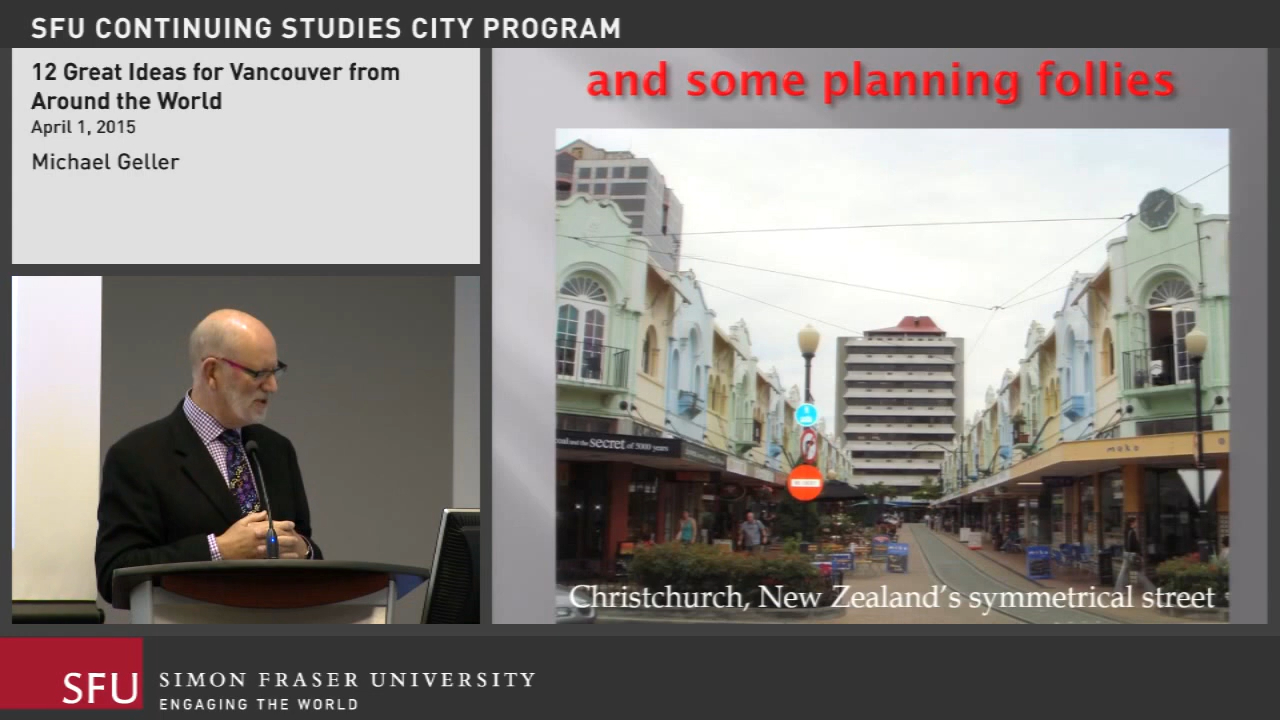 SFU CONTINUING STUDIES CITY PROGRAM
12 Great Ideas for Vancouver from
Around the World
April 1, 2015
Michael Geller
and some planning follies
secret of 5000 years
moko
Christchurch, New Zealand's symmetrical street
SFU
SIMON FRASER UNIVERSITY
ENGAGING THE WORLD